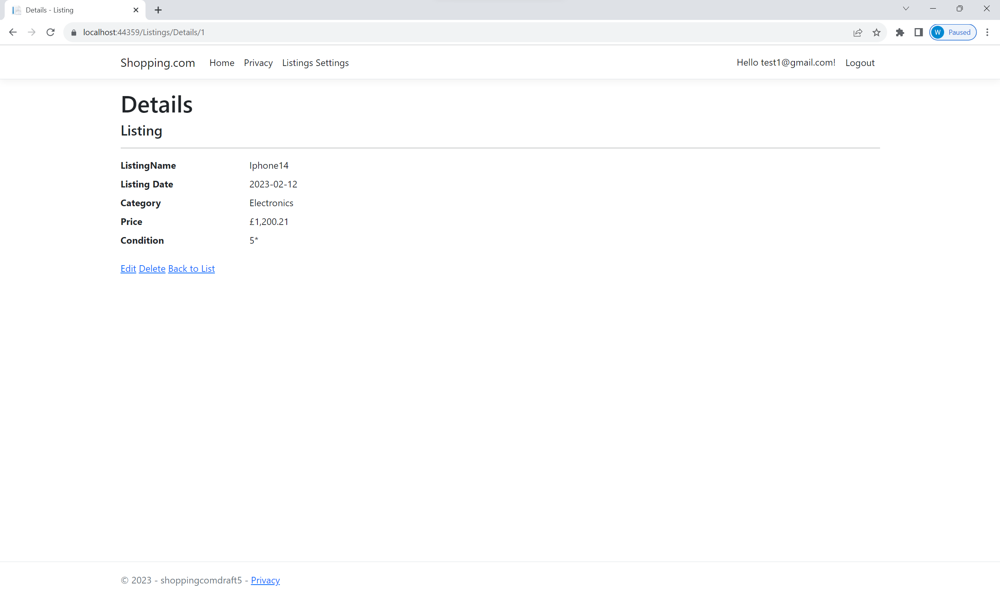 Details - Listing
localhost:44359/Listings/Details/1
W Paused
Shopping.com Home Privacy Listings Settings Hello test1@gmail.com! Logout
Details
Listing
ListingName Iphone14
Listing Date 2023-02-12
Category Electronics
Price £1,200.21
Condition 5*
Edit Delete Back to List
© 2023 - shoppingcomdraft5 - Privacy